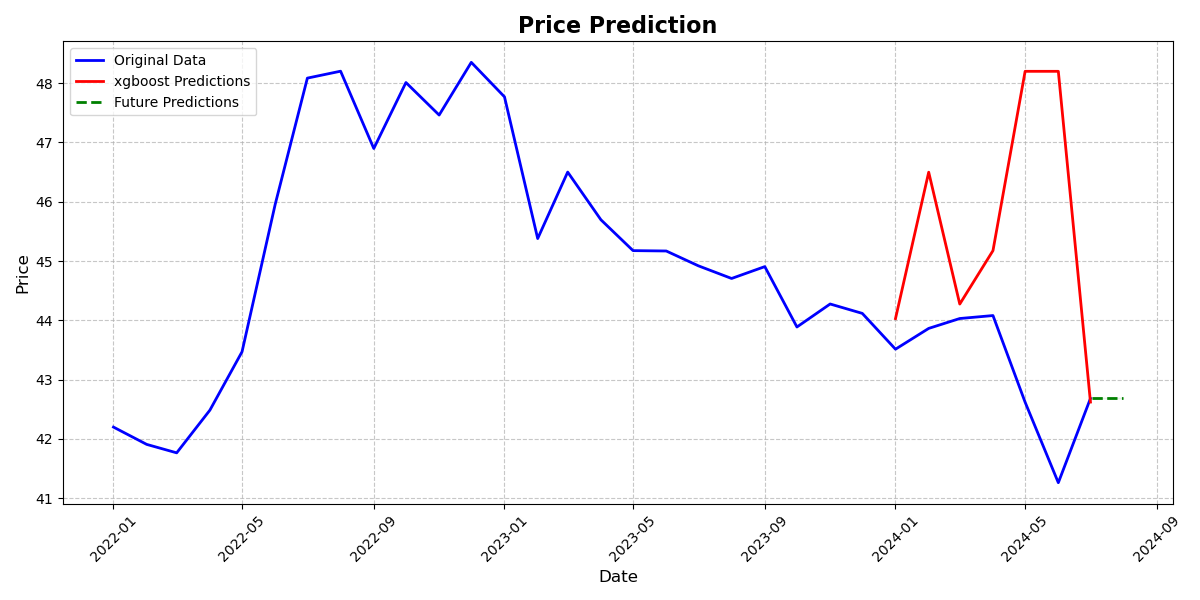 Price Prediction
Original Data
xgboost Predictions
Future Predictions
Price
48
47
46
45
44
43
42
41
2022-01
2022-05
2022-09
2023-01
2023-05
2023-09
2024-01
2024-05
2024-09
Date